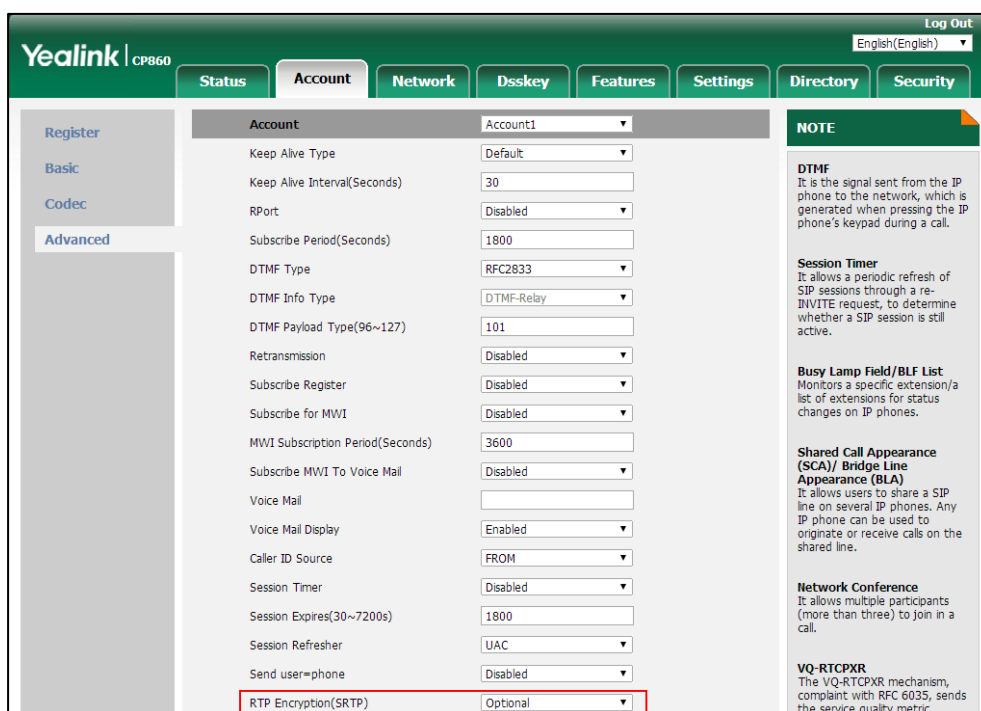 Log Out
English(English)
Yealink CP860
Status Account Network Dsskey Features Settings Directory Security
Register
Basic
Codec
Advanced
Account Account1
Keep Alive Type Default
Keep Alive Interval(Seconds) 30
RPort Disabled
Subscribe Period(Seconds) 1800
DTMF Type RFC2833
DTMF Info Type DTMF-Relay
DTMF Payload Type(96~127) 101
Retransmission Disabled
Subscribe Register Disabled
Subscribe for MWI Disabled
MWI Subscription Period(Seconds) 3600
Subscribe MWI To Voice Mail Disabled
Voice Mail
Voice Mail Display Enabled
Caller ID Source FROM
Session Timer Disabled
Session Expires(30~7200s) 1800
Session Refresher UAC
Send user=phone Disabled
RTP Encryption(SRTP) Optional
NOTE
DTMF
It is the signal sent from the IP
phone to the network, which is
generated when pressing the IP
phone's keypad during a call.
Session Timer
It allows a periodic refresh of
SIP sessions through a re-
INVITE request, to determine
whether a SIP session is still
active.
Busy Lamp Field/BLF List
Monitors a specific extension/a
list of extensions for status
changes on IP phones.
Shared Call Appearance
(SCA)/ Bridge Line
Appearance (BLA)
It allows users to share a SIP
line on several IP phones. Any
IP phone can be used to
originate or receive calls on the
shared line.
Network Conference
It allows multiple participants
(more than three) to join in a
call.
VQ-RTCPXR
The VQ-RTCPXR mechanism,
complaint with RFC 6035, sends
the service quality metric